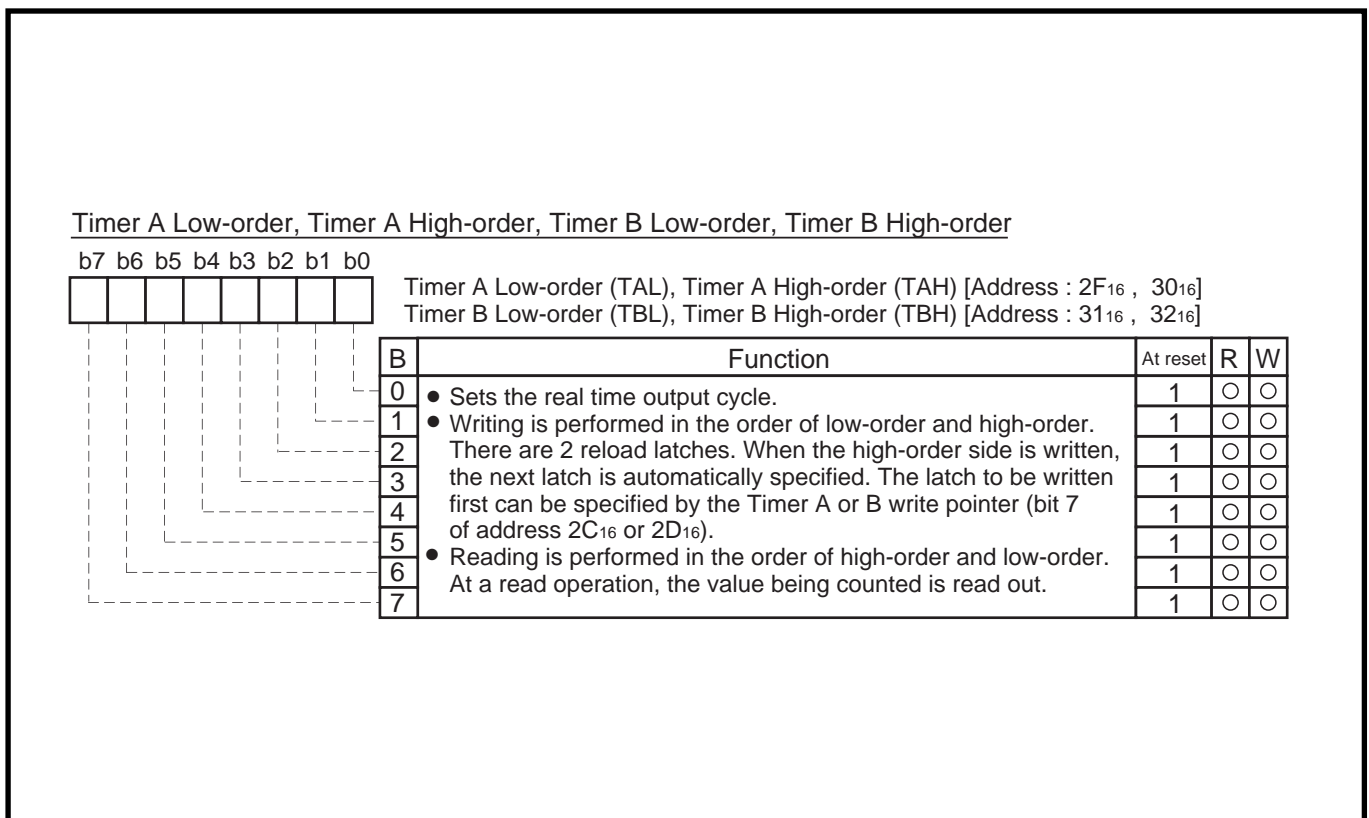 Timer A Low-order, Timer A High-order, Timer B Low-order, Timer B High-order
b7 b6 b5 b4 b3 b2 b1 b0
Timer A Low-order (TAL), Timer A High-order (TAH) [Address : 2F16 , 3016]
Timer B Low-order (TBL), Timer B High-order (TBH) [Address : 3116 , 3216]
B Function At reset R W
0 ● Sets the real time output cycle. 1 ○ ○
1 ● Writing is performed in the order of low-order and high-order. 1 ○ ○
2 There are 2 reload latches. When the high-order side is written, 1 ○ ○
3 the next latch is automatically specified. The latch to be written 1 ○ ○
4 first can be specified by the Timer A or B write pointer (bit 7 1 ○ ○
5 of address 2C16 or 2D16). 1 ○ ○
6 ● Reading is performed in the order of high-order and low-order. 1 ○ ○
7 At a read operation, the value being counted is read out. 1 ○ ○